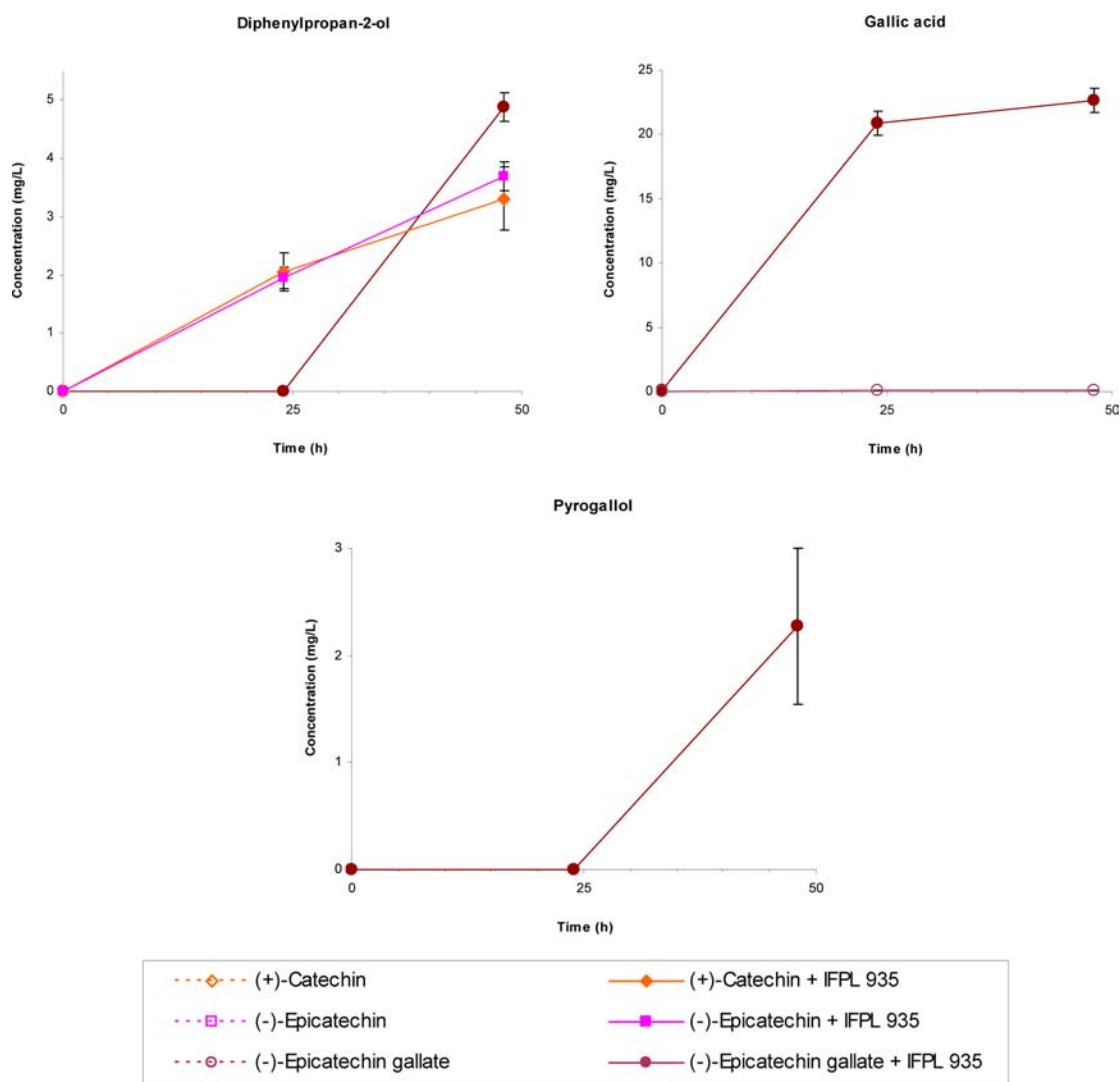 Diphenylpropan-2-ol
Gallic acid
Concentration (mg/L)
5
4
3
2
1
0
0
25
50
Time (h)
Concentration (mg/L)
25
20
15
10
5
0
0
25
50
Time (h)
Pyrogallol
Concentration (mg/L)
3
2
1
0
0
25
50
Time (h)
(+)-Catechin
(+)-Catechin + IFPL 935
(-)-Epicatechin
(-)-Epicatechin + IFPL 935
(-)-Epicatechin gallate
(-)-Epicatechin gallate + IFPL 935